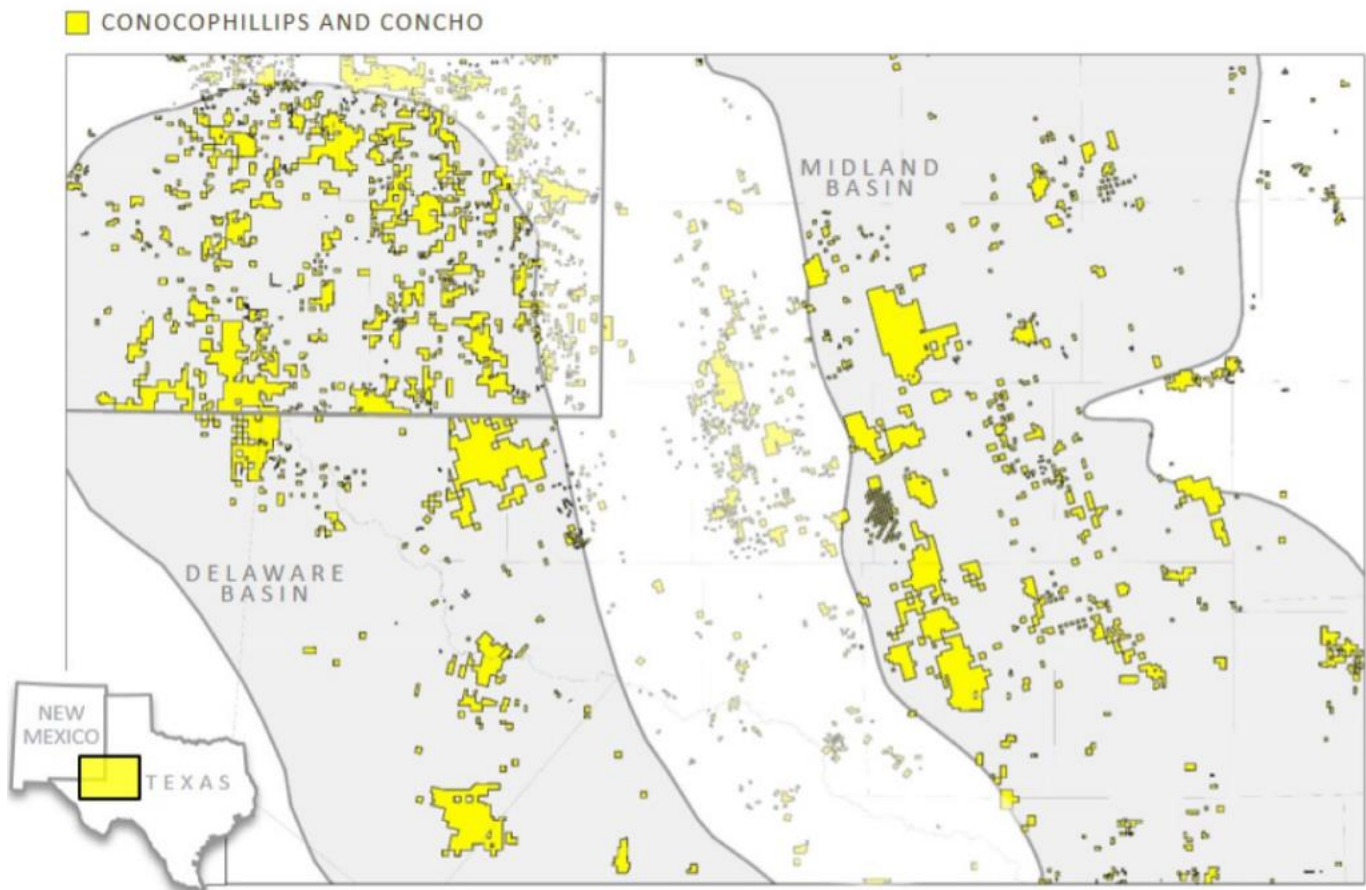 CONOCOPHILLIPS AND CONCHO
MIDLAND
BASIN
DELAWARE
BASIN
NEW
MEXICO
TEXAS